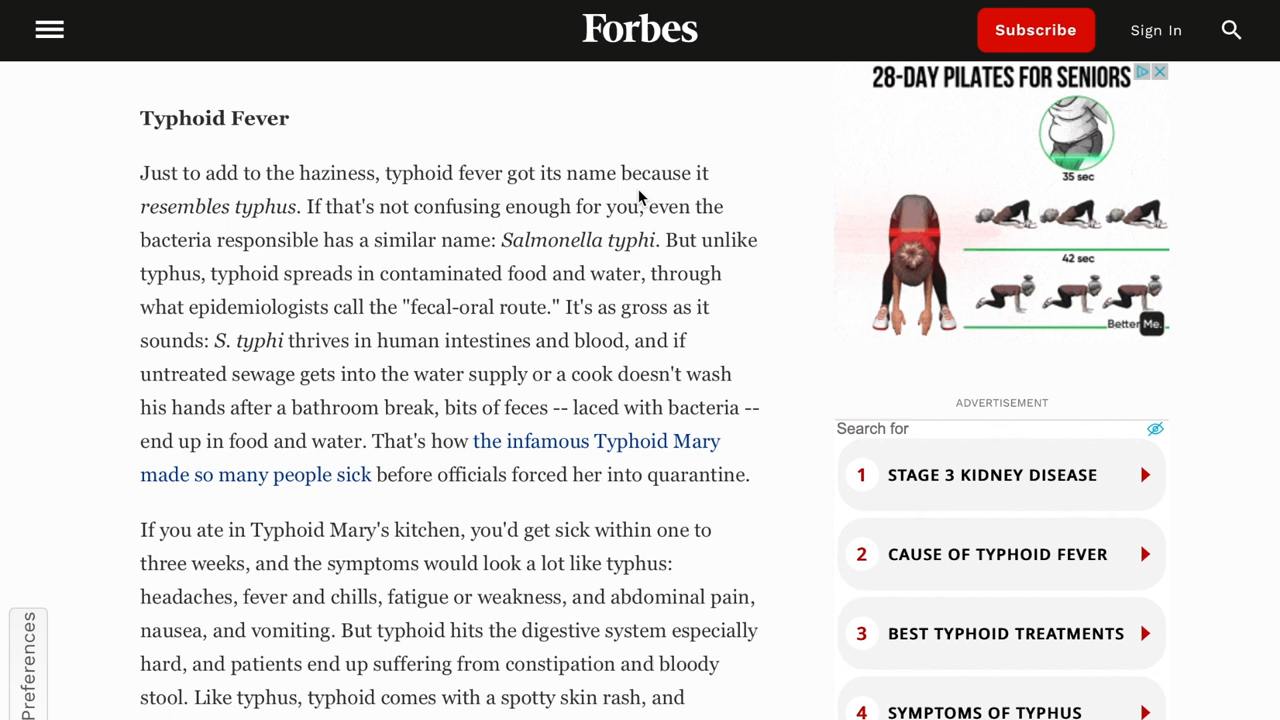 Forbes
Subscribe
Sign In
Typhoid Fever
Just to add to the haziness, typhoid fever got its name because it
resembles typhus. If that's not confusing enough for you, even the
bacteria responsible has a similar name: Salmonella typhi. But unlike
typhus, typhoid spreads in contaminated food and water, through
what epidemiologists call the "fecal-oral route." It's as gross as it
sounds: S. typhi thrives in human intestines and blood, and if
untreated sewage gets into the water supply or a cook doesn't wash
his hands after a bathroom break, bits of feces -- laced with bacteria --
end up in food and water. That's how the infamous Typhoid Mary
made so many people sick before officials forced her into quarantine.
If you ate in Typhoid Mary's kitchen, you'd get sick within one to
three weeks, and the symptoms would look a lot like typhus:
headaches, fever and chills, fatigue or weakness, and abdominal pain,
nausea, and vomiting. But typhoid hits the digestive system especially
hard, and patients end up suffering from constipation and bloody
stool. Like typhus, typhoid comes with a spotty skin rash, and
28-DAY PILATES FOR SENIORS
35 sec
42 sec
BetterMe.
ADVERTISEMENT
Search for
1 STAGE 3 KIDNEY DISEASE
2 CAUSE OF TYPHOID FEVER
3 BEST TYPHOID TREATMENTS
4 SYMPTOMS OF TYPHUS
Preferences